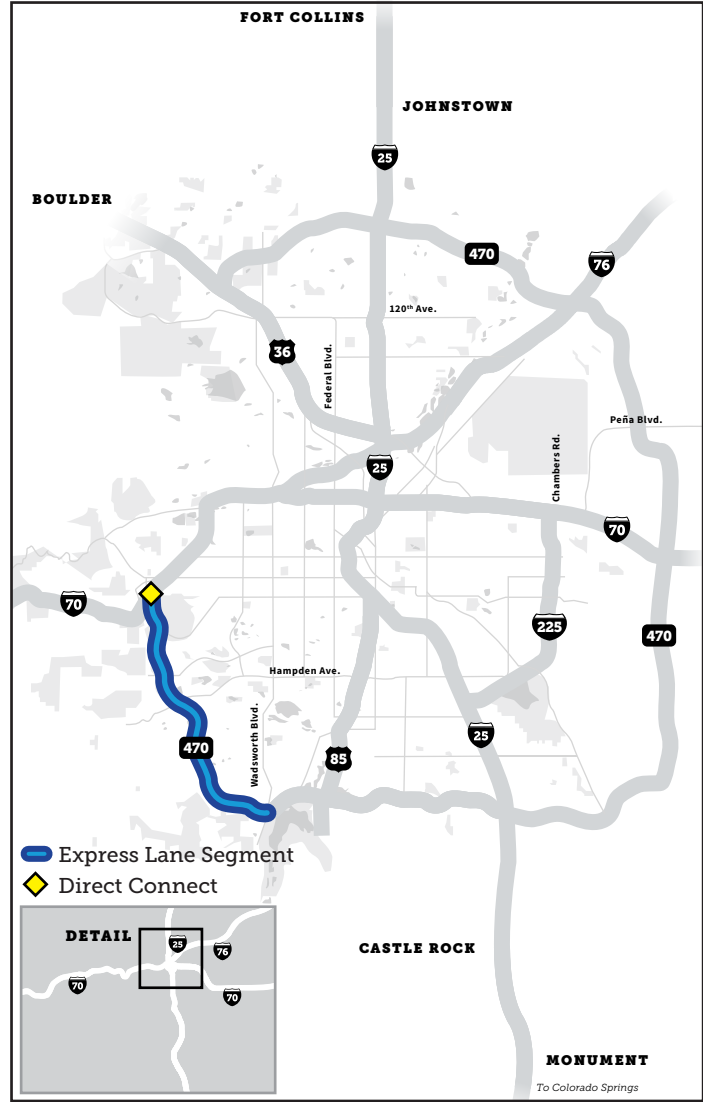 FORT COLLINS
JOHNSTOWN
25
BOULDER
470
76
120th Ave.
36
Federal Blvd.
Peña Blvd.
Chambers Rd.
25
70
70
225
470
Hampden Ave.
Wadsworth Blvd.
25
470
85
Express Lane Segment
Direct Connect
DETAIL
25
76
70
70
CASTLE ROCK
MONUMENT
To Colorado Springs